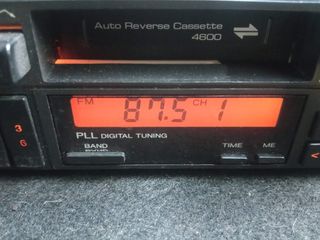 Auto Reverse Cassette
4600
FM 87.5 CH 1
3
6
PLL DIGITAL TUNING
BAND
TIME
ME
<